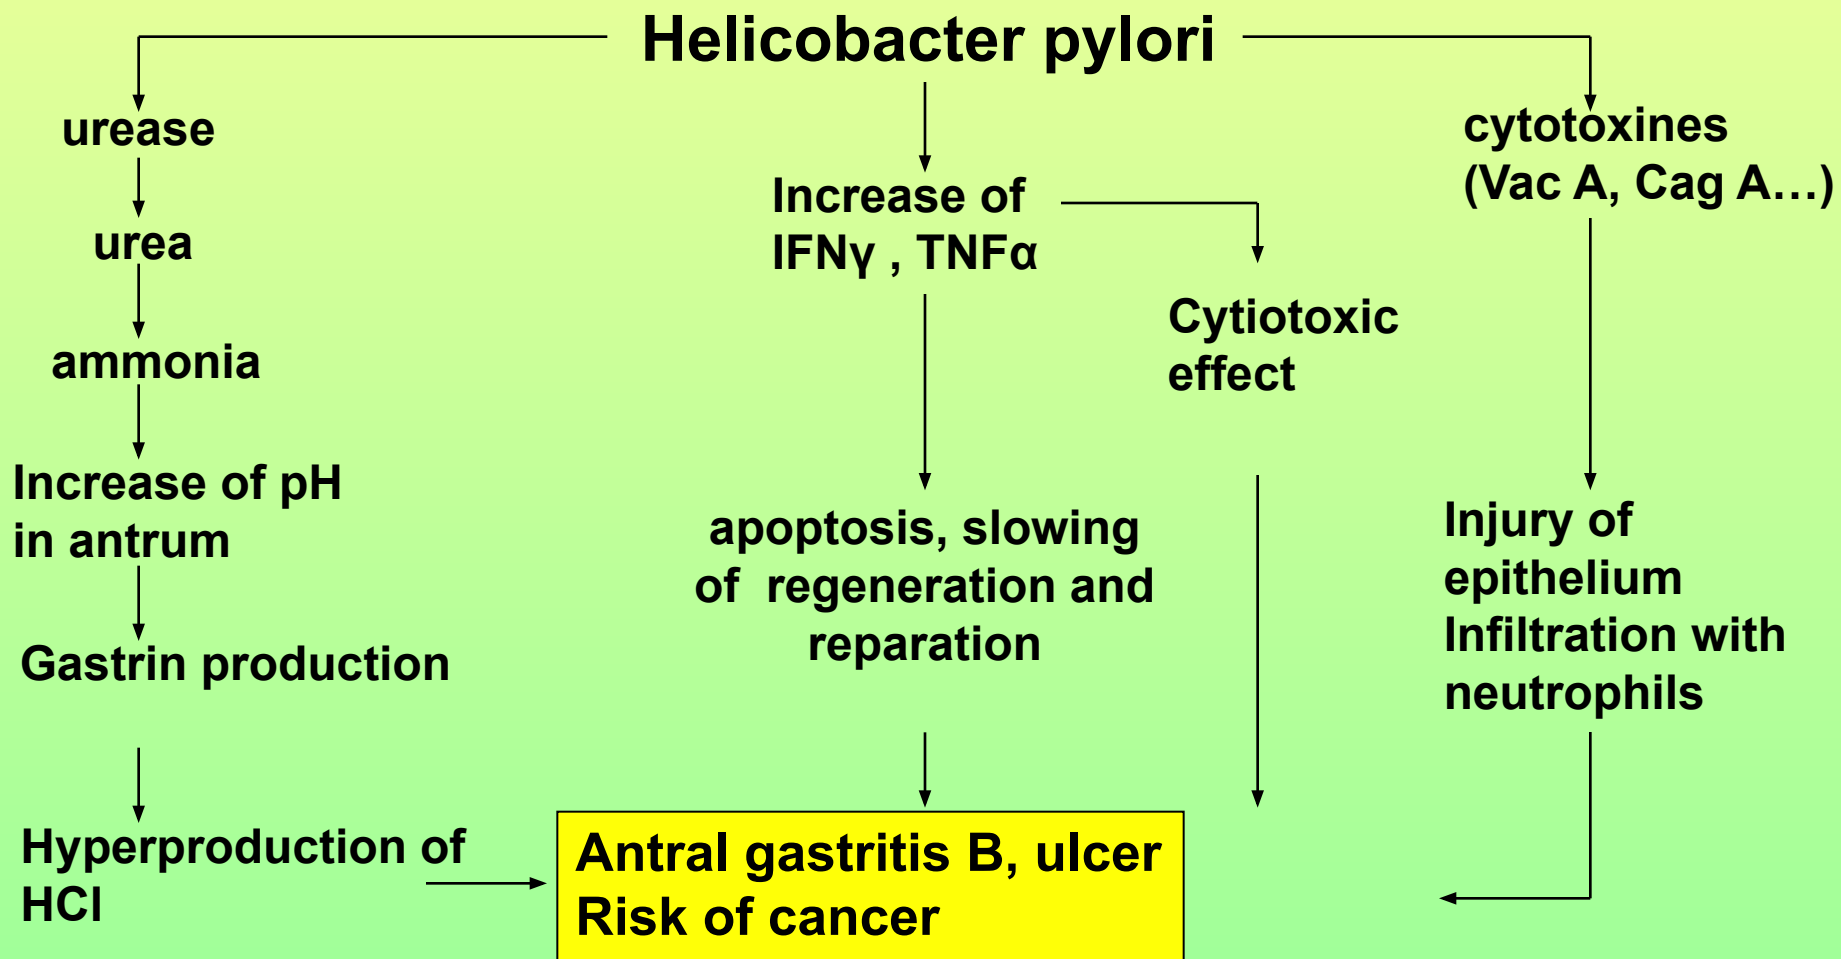 Helicobacter pylori
urease
urea
ammonia
Increase of pH
in antrum
Gastrin production
Hyperproduction of
HCl
Increase of
IFNγ , TNFα
Cytiotoxic
effect
apoptosis, slowing
of regeneration and
reparation
cytotoxines
(Vac A, Cag A…)
Injury of
epithelium
Infiltration with
neutrophils
Antral gastritis B, ulcer
Risk of cancer